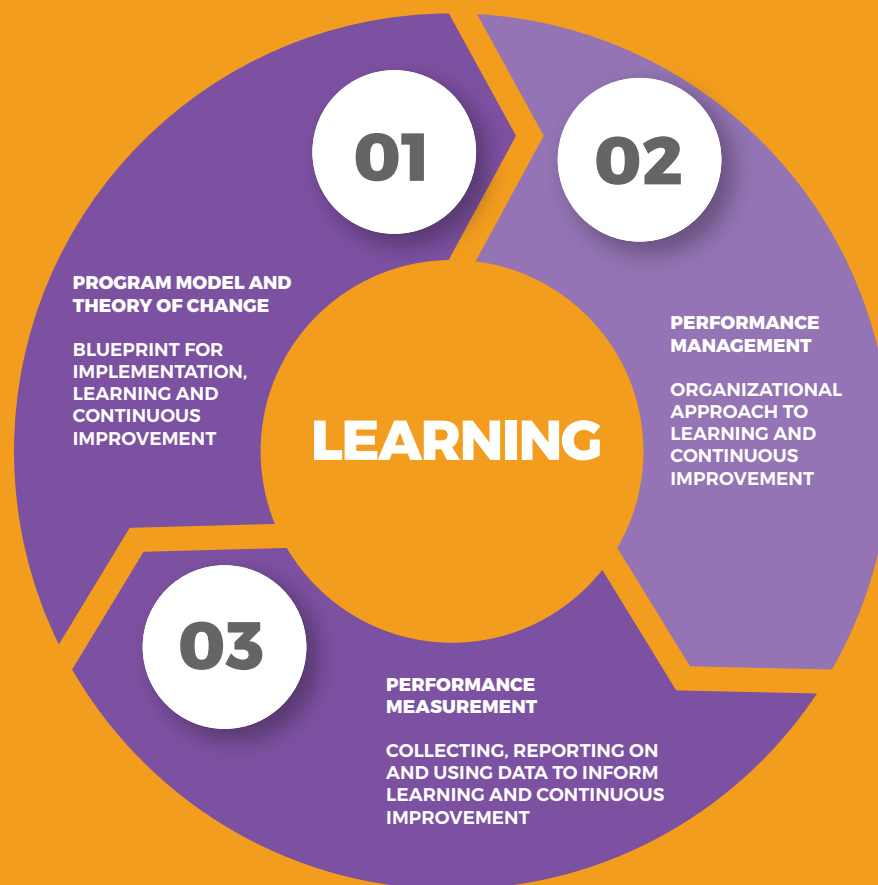 01
PROGRAM MODEL AND
THEORY OF CHANGE
BLUEPRINT FOR
IMPLEMENTATION,
LEARNING AND
CONTINUOUS
IMPROVEMENT
02
PERFORMANCE
MANAGEMENT
ORGANIZATIONAL
APPROACH TO
LEARNING AND
CONTINUOUS
IMPROVEMENT
LEARNING
03
PERFORMANCE
MEASUREMENT
COLLECTING, REPORTING ON
AND USING DATA TO INFORM
LEARNING AND CONTINUOUS
IMPROVEMENT